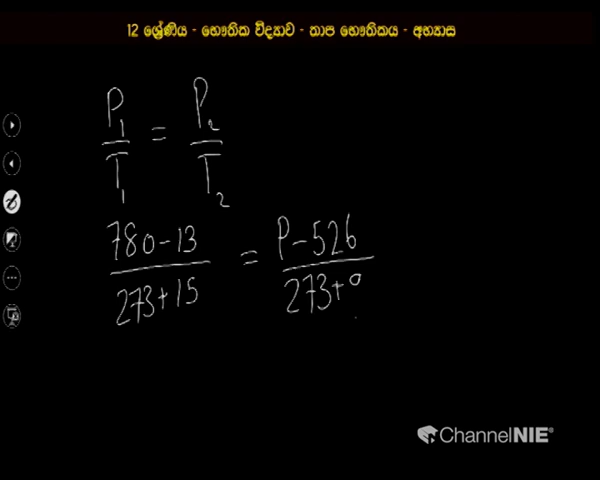 12 ශ්‍රේණිය - භෞතික විද්‍යාව - තාප භෞතිකය - අභ්‍යාස
P₁/T₁ = P₂/T₂
780-13/273+15 = P-526/273+0
ChannelNIE®